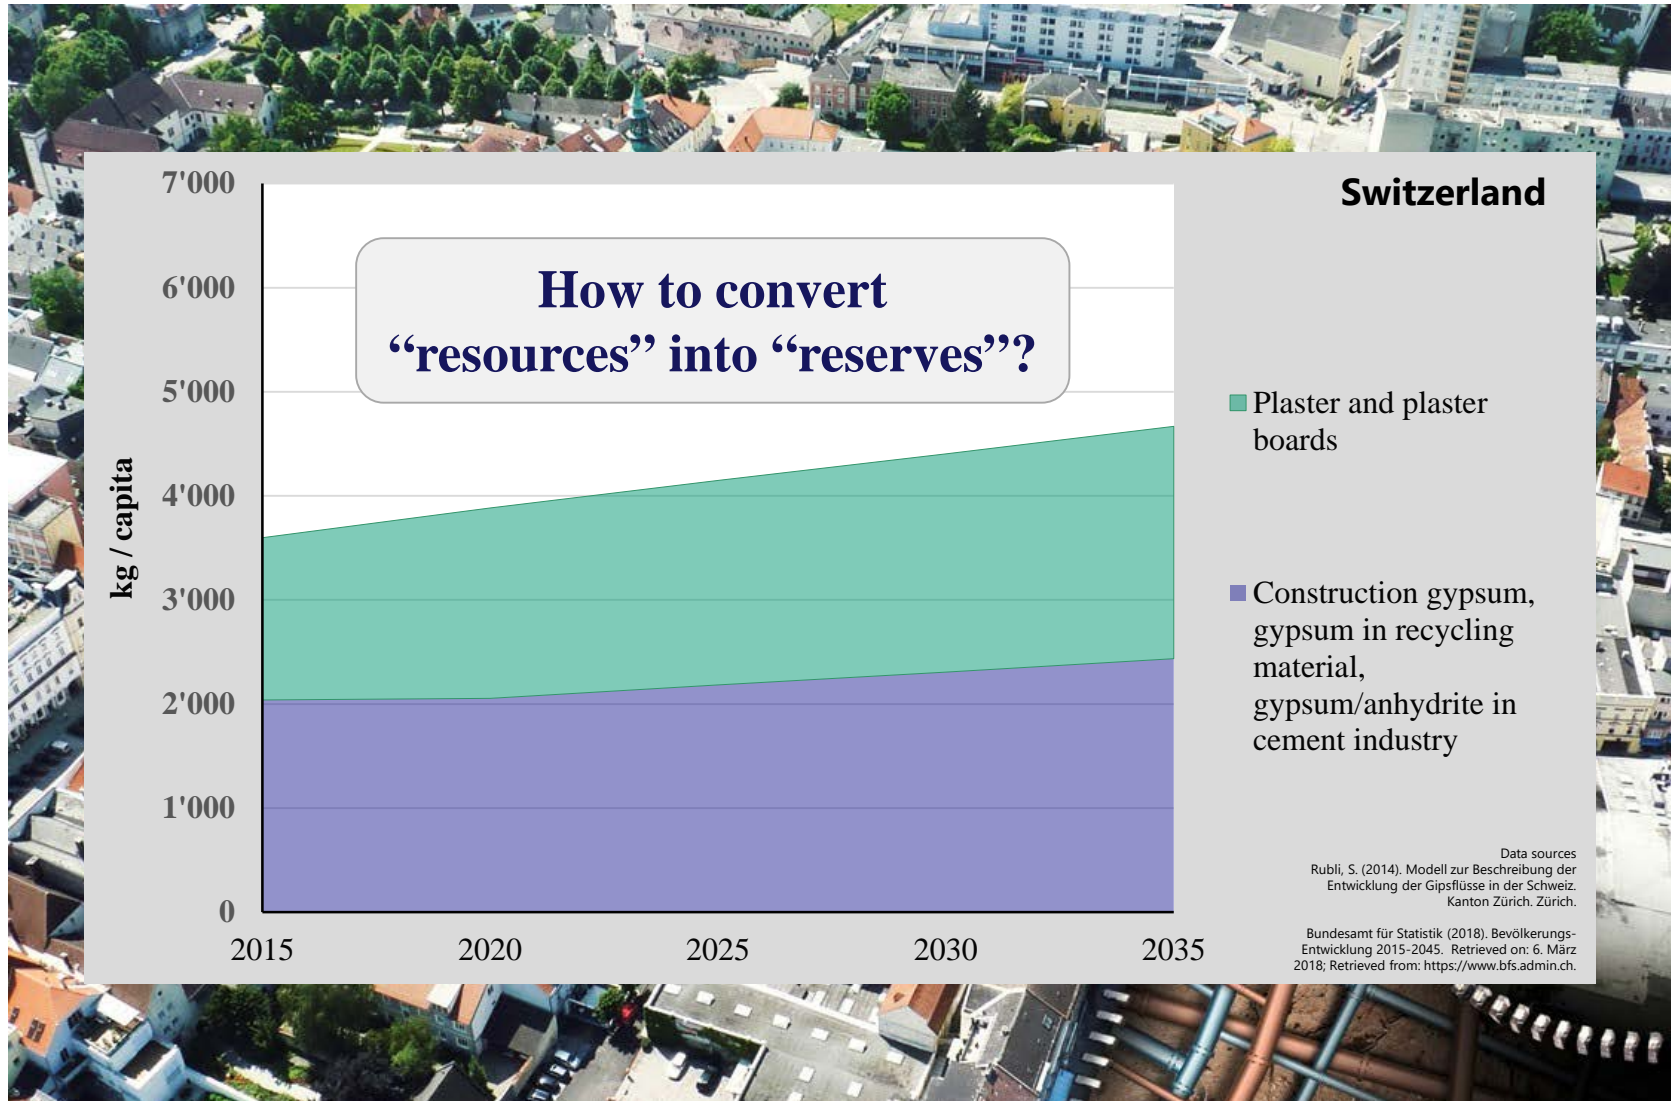 Switzerland
7'000
6'000
5'000
4'000
3'000
2'000
1'000
0
kg / capita
How to convert
“resources” into “reserves”?
2015
2020
2025
2030
2035
Plaster and plaster
boards
Construction gypsum,
gypsum in recycling
material,
gypsum/anhydrite in
cement industry
Data sources
Rubli, S. (2014). Modell zur Beschreibung der
Entwicklung der Gipsflüsse in der Schweiz.
Kanton Zürich. Zürich.
Bundesamt für Statistik (2018). Bevölkerungs-
Entwicklung 2015-2045. Retrieved on: 6. März
2018; Retrieved from: https://www.bfs.admin.ch.